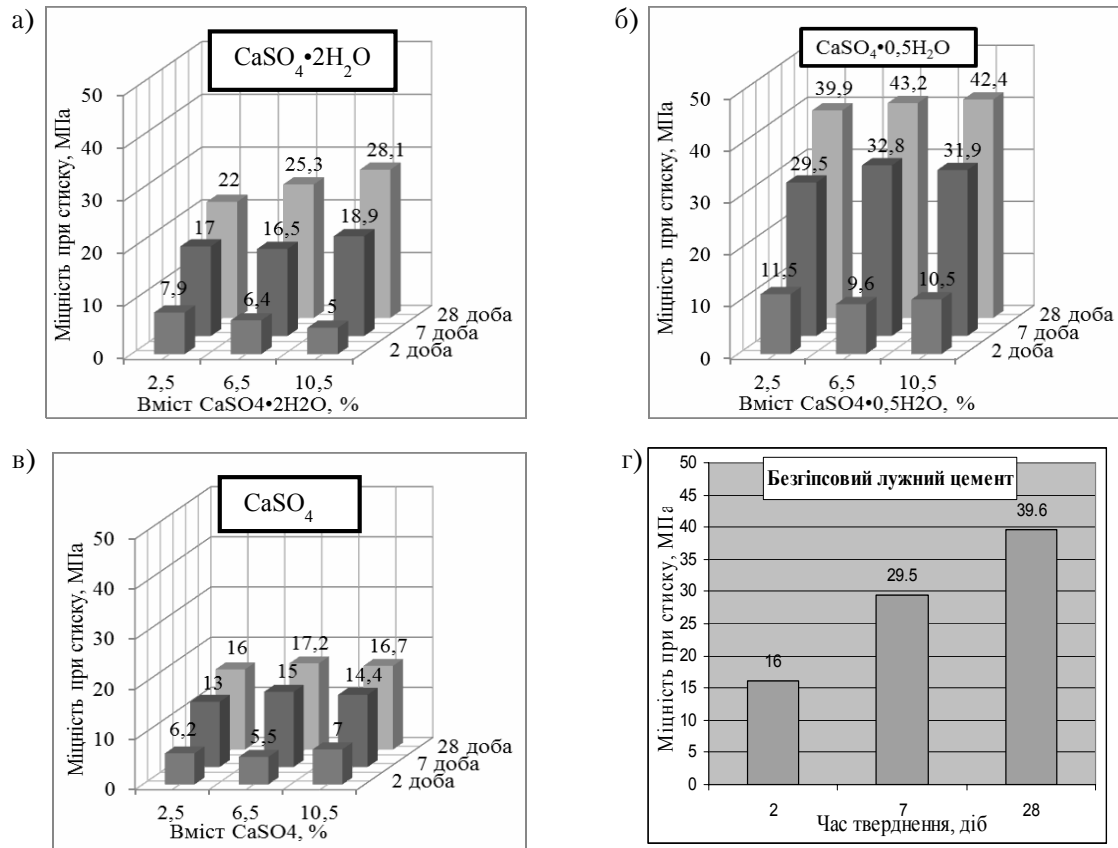 а)
CaSO4•2H2O
Міцність при стиску, МПа
50
40
30
20
10
0
22
25,3
28,1
17
16,5
18,9
7,9
6,4
5
28 доба
7 доба
2 доба
2,5 6,5 10,5
Вміст CaSO4•2H2O, %
б)
CaSO4•0,5H2O
Міцність при стиску, МПа
50
40
30
20
10
0
39,9
43,2
42,4
29,5
32,8
31,9
11,5
9,6
10,5
28 доба
7 доба
2 доба
2,5 6,5 10,5
Вміст CaSO4•0,5H2O, %
в)
CaSO4
Міцність при стиску, МПа
50
40
30
20
10
0
16
17,2
16,7
13
15
14,4
6,2
5,5
7
28 доба
7 доба
2 доба
2,5 6,5 10,5
Вміст CaSO4, %
г)
Безгіпсовий лужний цемент
Міцність при стиску, МПа
50
45
40
35
30
25
20
15
10
5
0
16
29.5
39.6
2 7 28
Час тверднення, діб